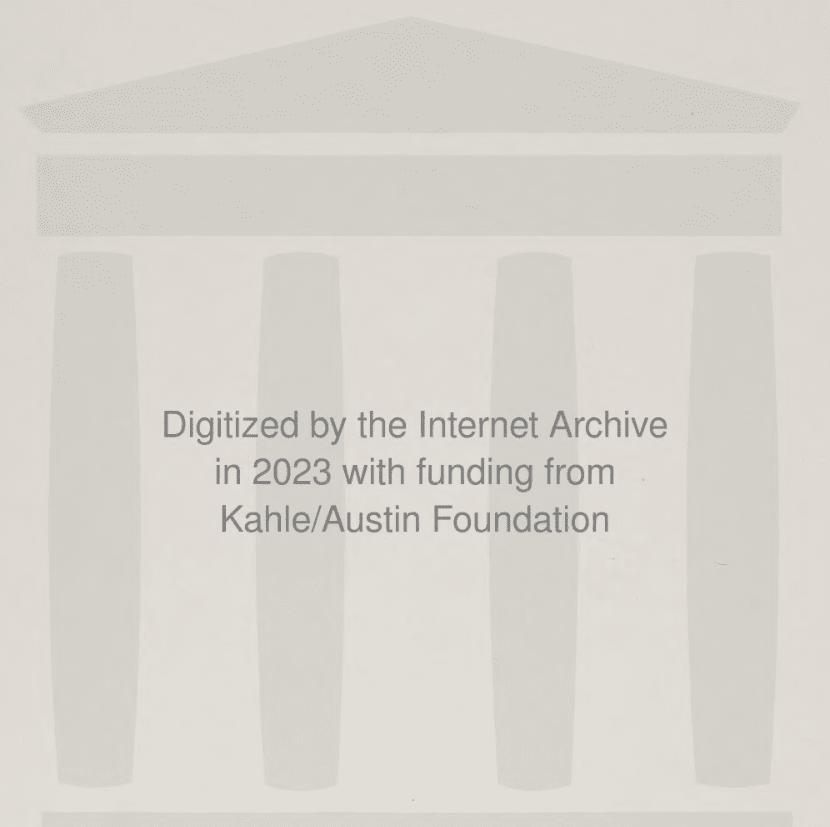 Digitized by the Internet Archive
in 2023 with funding from
Kahle/Austin Foundation